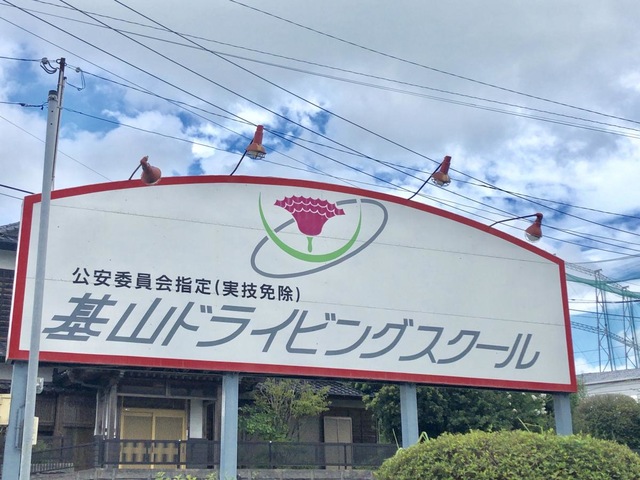 公安委員会指定(実技免除)
基山ドライビングスクール